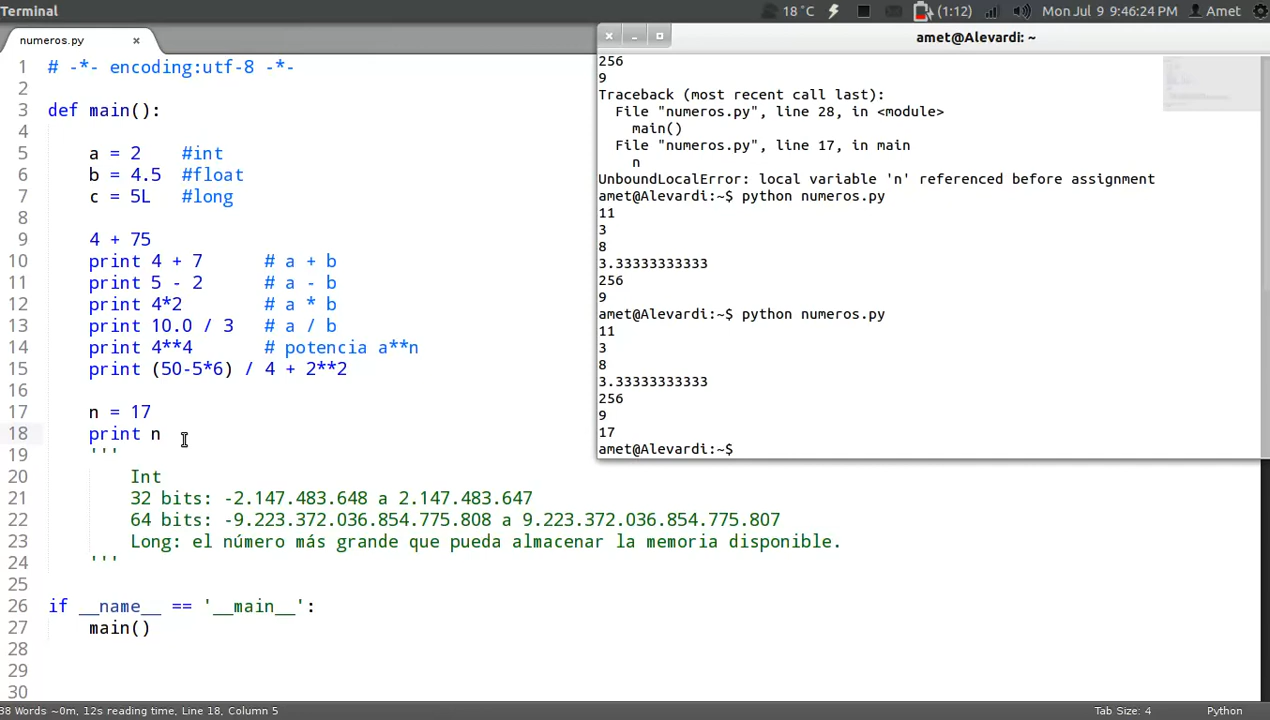 Terminal
18°C
(1:12)
Mon Jul 9 9:46:24 PM
Amet
numeros.py ×
1 # -*- encoding:utf-8 -*-
2
3 def main():
4
5 a = 2 #int
6 b = 4.5 #float
7 c = 5L #long
8
9 4 + 75
10 print 4 + 7 # a + b
11 print 5 - 2 # a - b
12 print 4*2 # a * b
13 print 10.0 / 3 # a / b
14 print 4**4 # potencia a**n
15 print (50-5*6) / 4 + 2**2
16
17 n = 17
18 print n
19 '''
20 Int
21 32 bits: -2.147.483.648 a 2.147.483.647
22 64 bits: -9.223.372.036.854.775.808 a 9.223.372.036.854.775.807
23 Long: el número más grande que pueda almacenar la memoria disponible.
24 '''
25
26 if __name__ == '__main__':
27 main()
28
29
30
amet@Alevardi: ~
256
9
Traceback (most recent call last):
File "numeros.py", line 28, in <module>
main()
File "numeros.py", line 17, in main
n
UnboundLocalError: local variable 'n' referenced before assignment
amet@Alevardi:~$ python numeros.py
11
3
8
3.33333333333
256
9
amet@Alevardi:~$ python numeros.py
11
3
8
3.33333333333
256
9
17
amet@Alevardi:~$
38 Words ~0m, 12s reading time, Line 18, Column 5
Tab Size: 4
Python